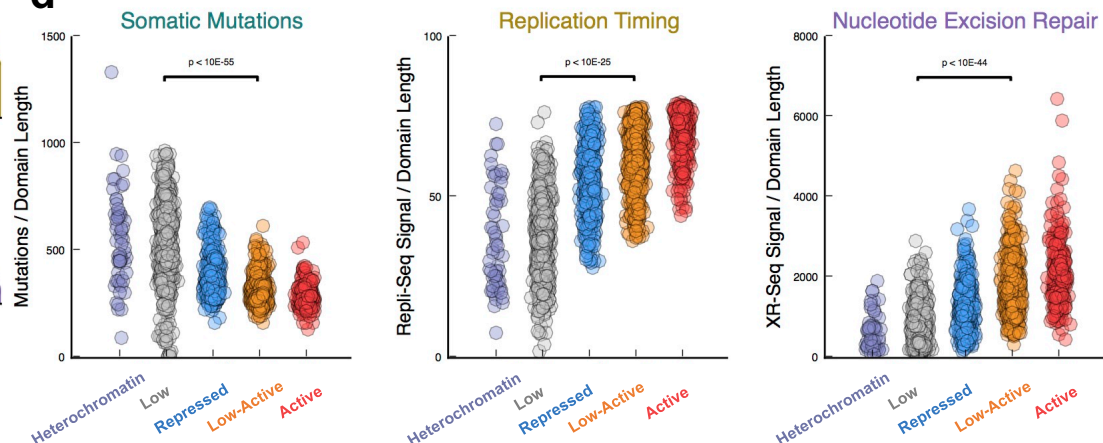 d
Somatic Mutations
Replication Timing
Nucleotide Excision Repair
Mutations / Domain Length
1500
1000
500
0
p < 10E-55
Heterochromatin
Low
Repressed
Low-Active
Active
Repli-Seq Signal / Domain Length
100
50
0
p < 10E-25
Heterochromatin
Low
Repressed
Low-Active
Active
XR-Seq Signal / Domain Length
8000
6000
4000
2000
0
p < 10E-44
Heterochromatin
Low
Repressed
Low-Active
Active